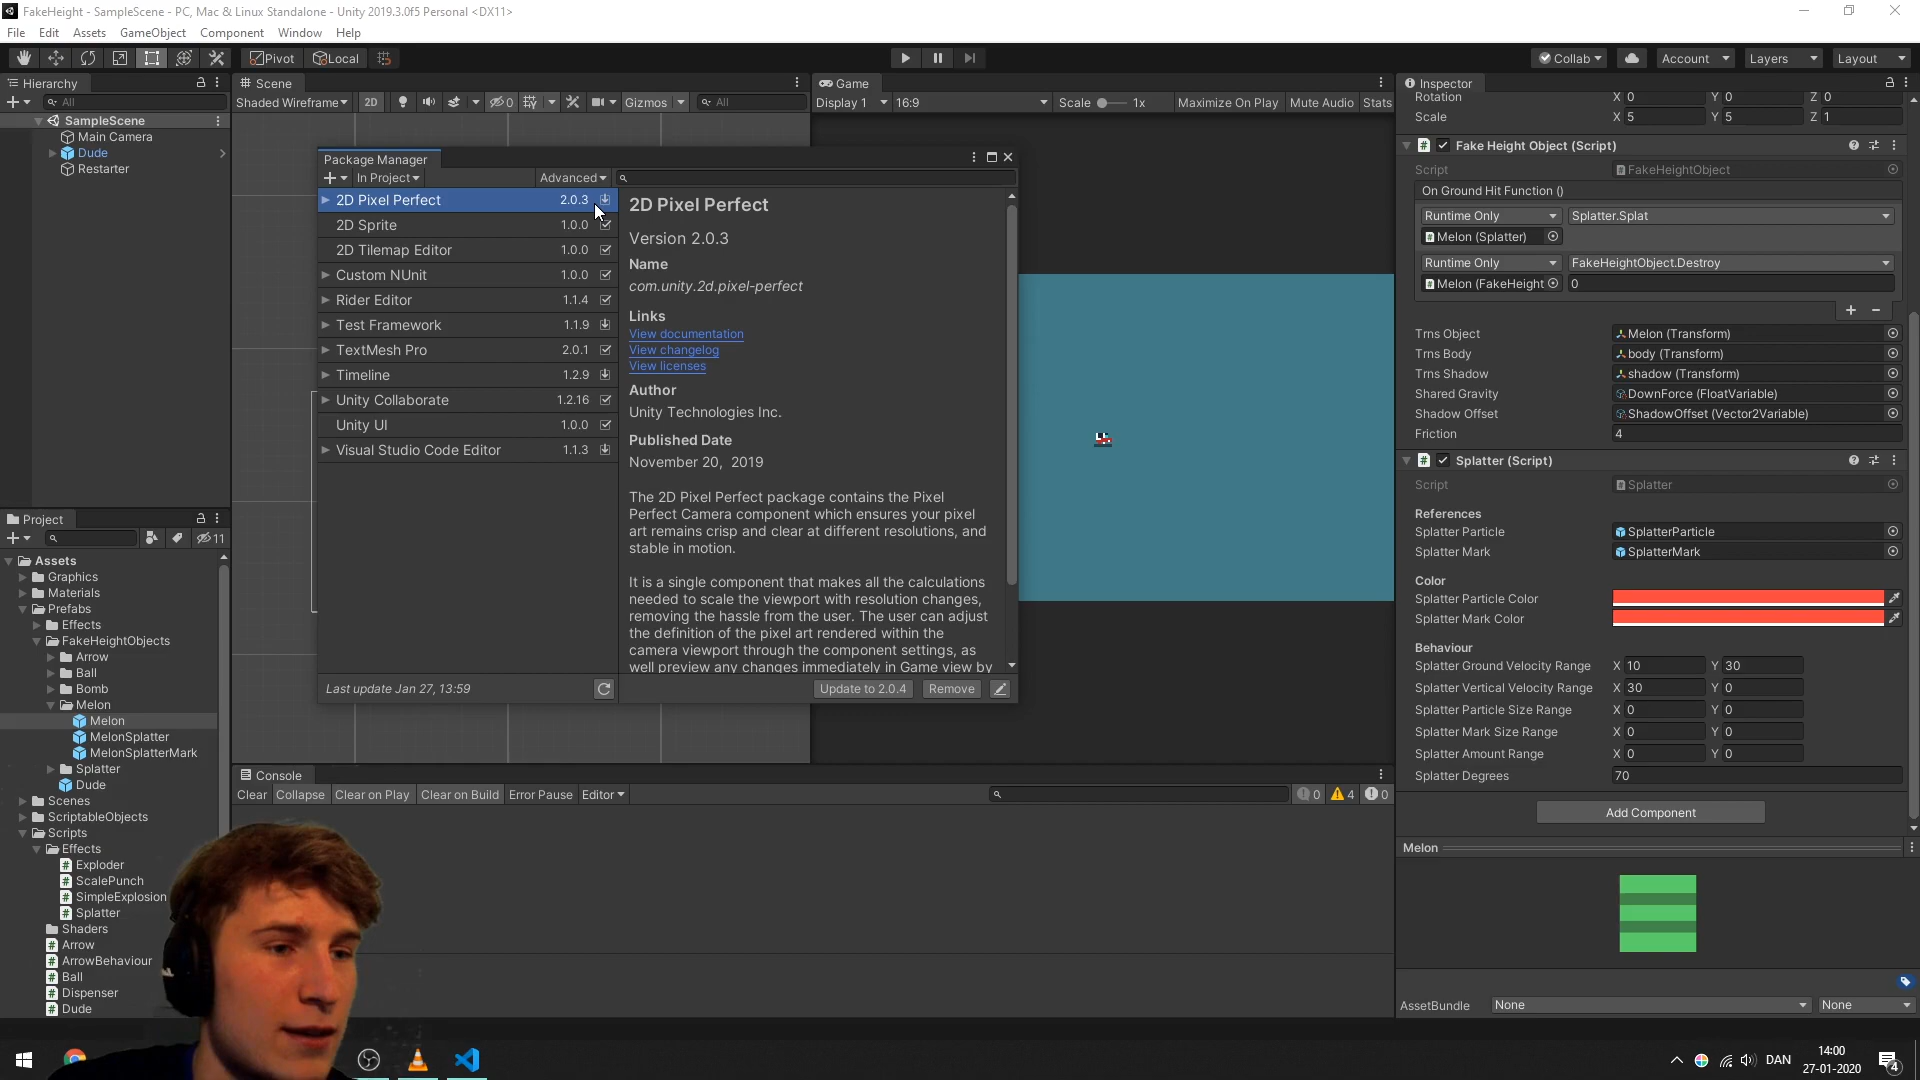 FakeHeight - SampleScene - PC, Mac & Linux Standalone - Unity 2019.3.0f5 Personal <DX11>
File Edit Assets GameObject Component Window Help
Pivot Local Collab Account Layers Layout
Hierarchy
All
SampleScene
Main Camera
Dude
Restarter
Scene
Shaded Wireframe 2D 0 Gizmos All
Game
Display 1 16:9 Scale 1x Maximize On Play Mute Audio Stats
Package Manager
In Project Advanced
2D Pixel Perfect 2.0.3
2D Sprite 1.0.0
2D Tilemap Editor 1.0.0
Custom NUnit 1.0.0
Rider Editor 1.1.4
Test Framework 1.1.9
TextMesh Pro 2.0.1
Timeline 1.2.9
Unity Collaborate 1.2.16
Unity UI 1.0.0
Visual Studio Code Editor 1.1.3
Last update Jan 27, 13:59
2D Pixel Perfect
Version 2.0.3
Name
com.unity.2d.pixel-perfect
Links
View documentation
View changelog
View licenses
Author
Unity Technologies Inc.
Published Date
November 20, 2019
The 2D Pixel Perfect package contains the Pixel
Perfect Camera component which ensures your pixel
art remains crisp and clear at different resolutions, and
stable in motion.
It is a single component that makes all the calculations
needed to scale the viewport with resolution changes,
removing the hassle from the user. The user can adjust
the definition of the pixel art rendered within the
camera viewport through the component settings, as
well preview any changes immediately in Game view by
Update to 2.0.4 Remove
Project
11
Assets
Graphics
Materials
Prefabs
Effects
FakeHeightObjects
Arrow
Ball
Bomb
Melon
Melon
MelonSplatter
MelonSplatterMark
Splatter
Dude
Scenes
ScriptableObjects
Scripts
Effects
Exploder
ScalePunch
SimpleExplosion
Splatter
Shaders
Arrow
ArrowBehaviour
Ball
Dispenser
Dude
Console
Clear Collapse Clear on Play Clear on Build Error Pause Editor 0 4 0
Inspector
Rotation X 0 Y 0 Z 0
Scale X 5 Y 5 Z 1
Fake Height Object (Script)
Script FakeHeightObject
On Ground Hit Function ()
Runtime Only Splatter.Splat
Melon (Splatter)
Runtime Only FakeHeightObject.Destroy
Melon (FakeHeight 0
Trns Object Melon (Transform)
Trns Body body (Transform)
Trns Shadow shadow (Transform)
Shared Gravity DownForce (FloatVariable)
Shadow Offset ShadowOffset (Vector2Variable)
Friction 4
Splatter (Script)
Script Splatter
References
Splatter Particle SplatterParticle
Splatter Mark SplatterMark
Color
Splatter Particle Color
Splatter Mark Color
Behaviour
Splatter Ground Velocity Range X 10 Y 30
Splatter Vertical Velocity Range X 30 Y 0
Splatter Particle Size Range X 0 Y 0
Splatter Mark Size Range X 0 Y 0
Splatter Amount Range X 0 Y 0
Splatter Degrees 70
Add Component
Melon
AssetBundle None None
DAN
14:00
27-01-2020
4